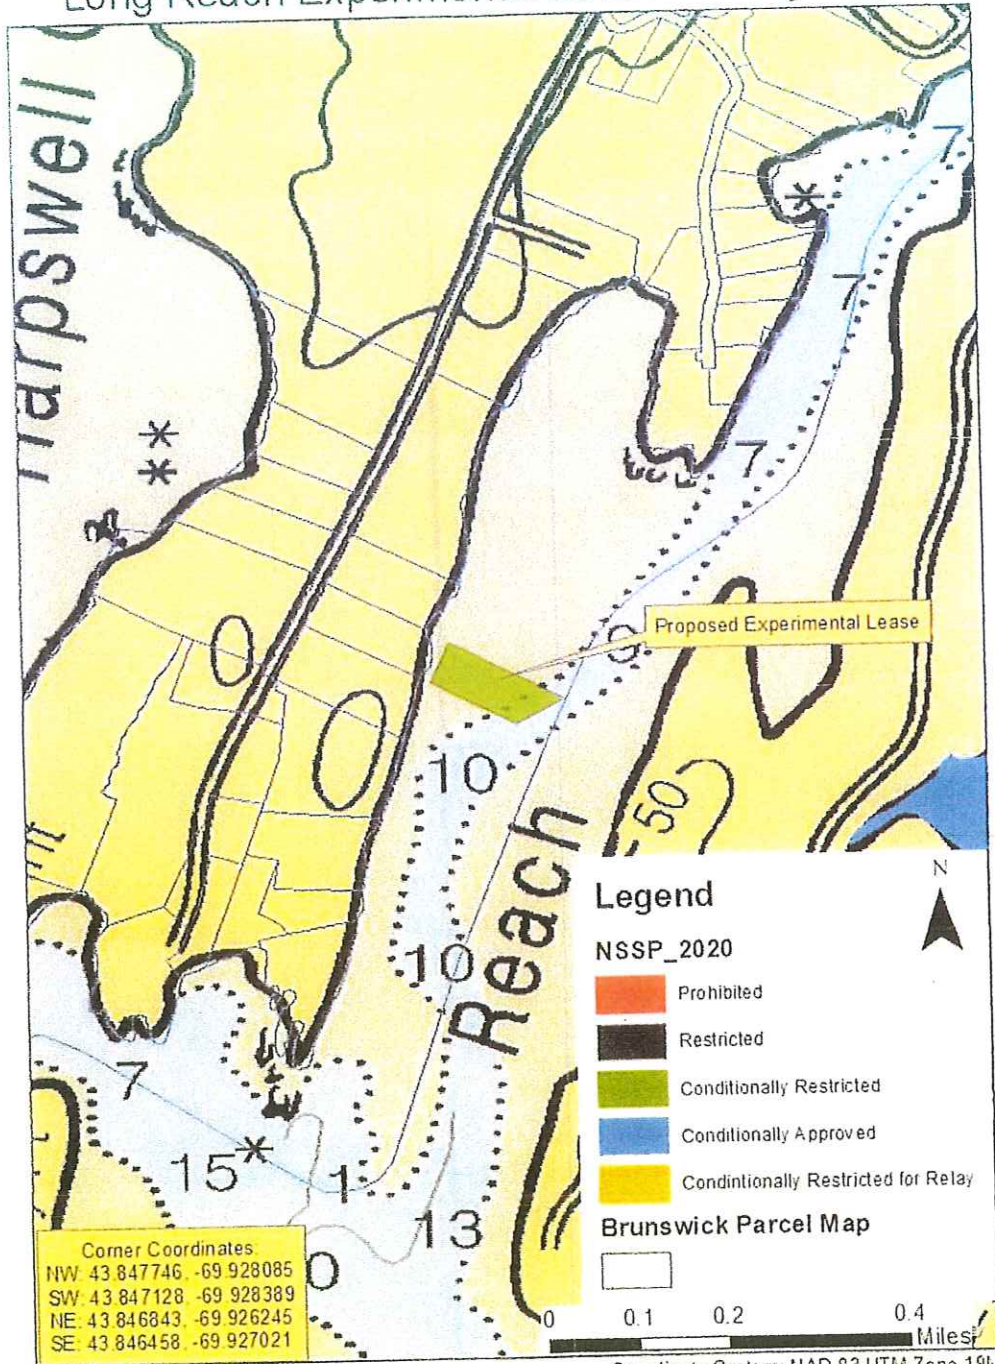 Long Reach
Harpswell
7
7
7
Proposed Experimental Lease
9
10
50
Reach
10
7
15
1
13
0
N
Legend
NSSP_2020
Prohibited
Restricted
Conditionally Restricted
Conditionally Approved
Condintionally Restricted for Relay
Brunswick Parcel Map
Corner Coordinates:
NW: 43.847746, -69.928085
SW: 43.847128, -69.928389
NE: 43.846843, -69.926245
SE: 43.846458, -69.927021
0 0.1 0.2 0.4
Miles